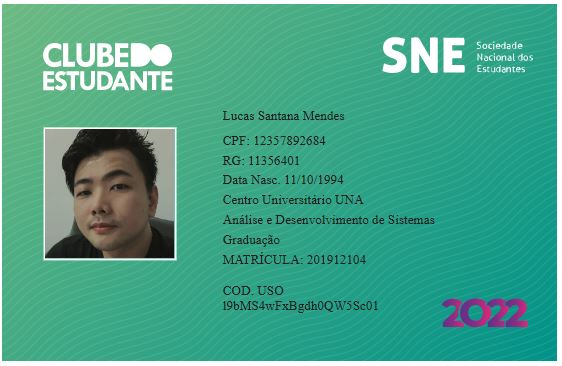 CLUBE DO
ESTUDANTE
SNE
Sociedade
Nacional dos
Estudantes
Lucas Santana Mendes
CPF: 12357892684
RG: 11356401
Data Nasc. 11/10/1994
Centro Universitário UNA
Análise e Desenvolvimento de Sistemas
Graduação
MATRÍCULA: 201912104
COD. USO
l9bMS4wFxBgdh0QW5Sc01
2022